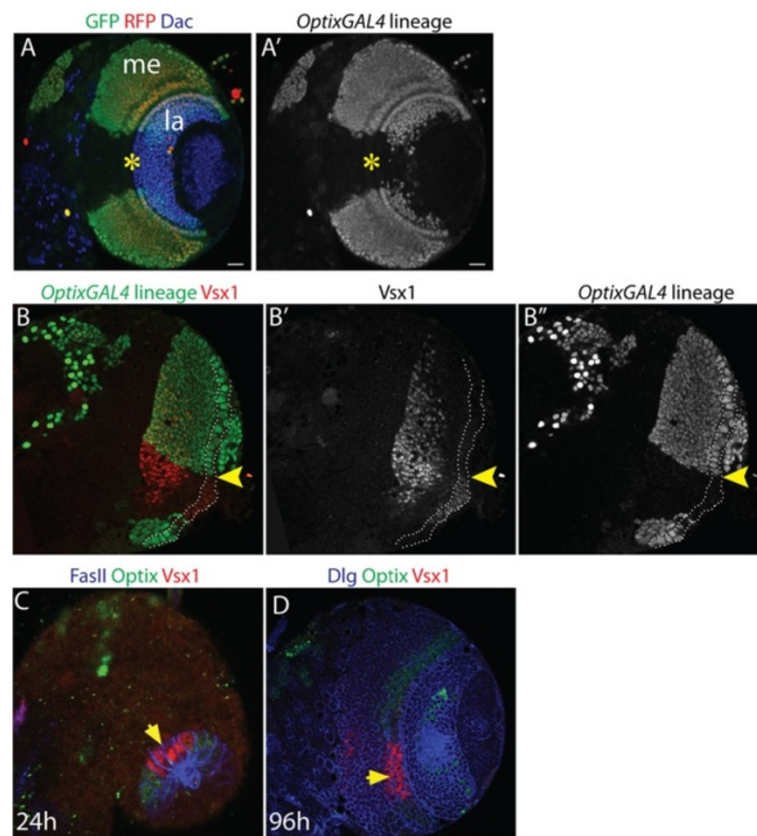 GFP RFP Dac
OptixGAL4 lineage
A
me
la
*
A'
*
OptixGAL4 lineage Vsx1
Vsx1
OptixGAL4 lineage
B
B'
B"
FasII Optix Vsx1
Dlg Optix Vsx1
C
24h
D
96h